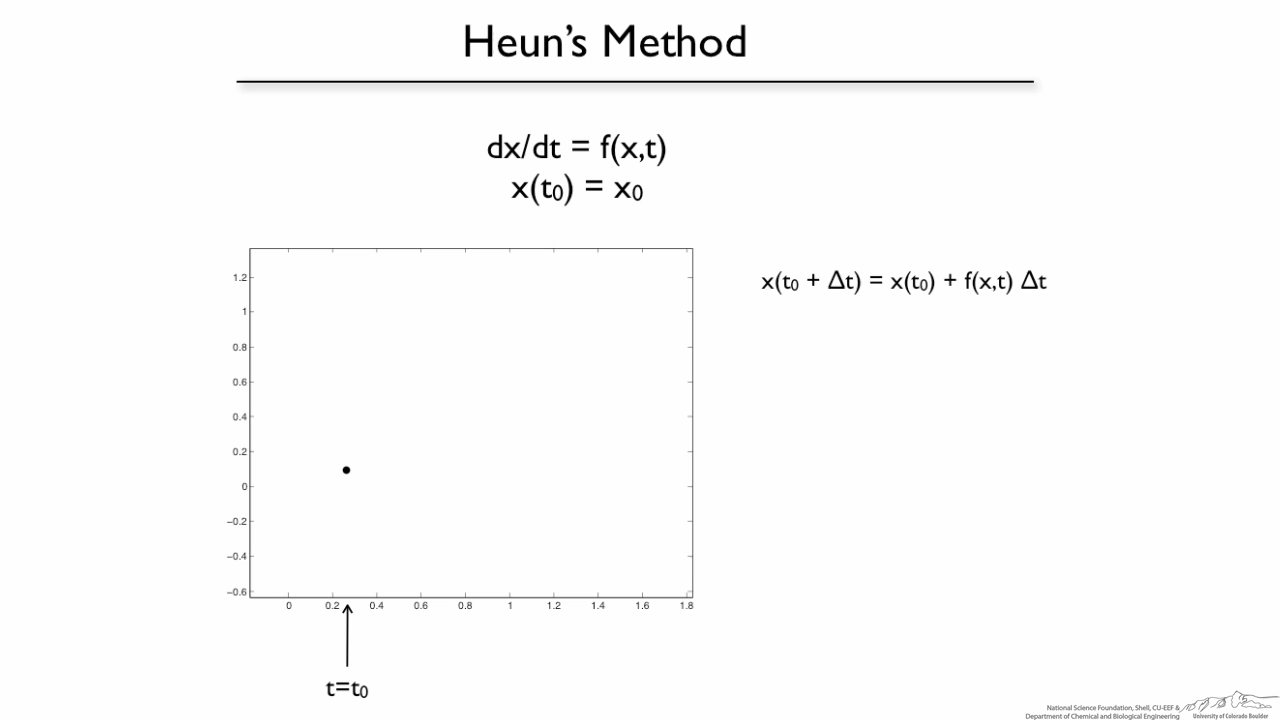 Heun's Method
dx/dt = f(x,t)
x(t₀) = x₀
x(t₀ + Δt) = x(t₀) + f(x,t) Δt
1.2
1
0.8
0.6
0.4
0.2
0
−0.2
−0.4
−0.6
0 0.2 0.4 0.6 0.8 1 1.2 1.4 1.6 1.8
t=t₀
National Science Foundation, Shell, CU-EEF &
Department of Chemical and Biological Engineering
University of Colorado Boulder